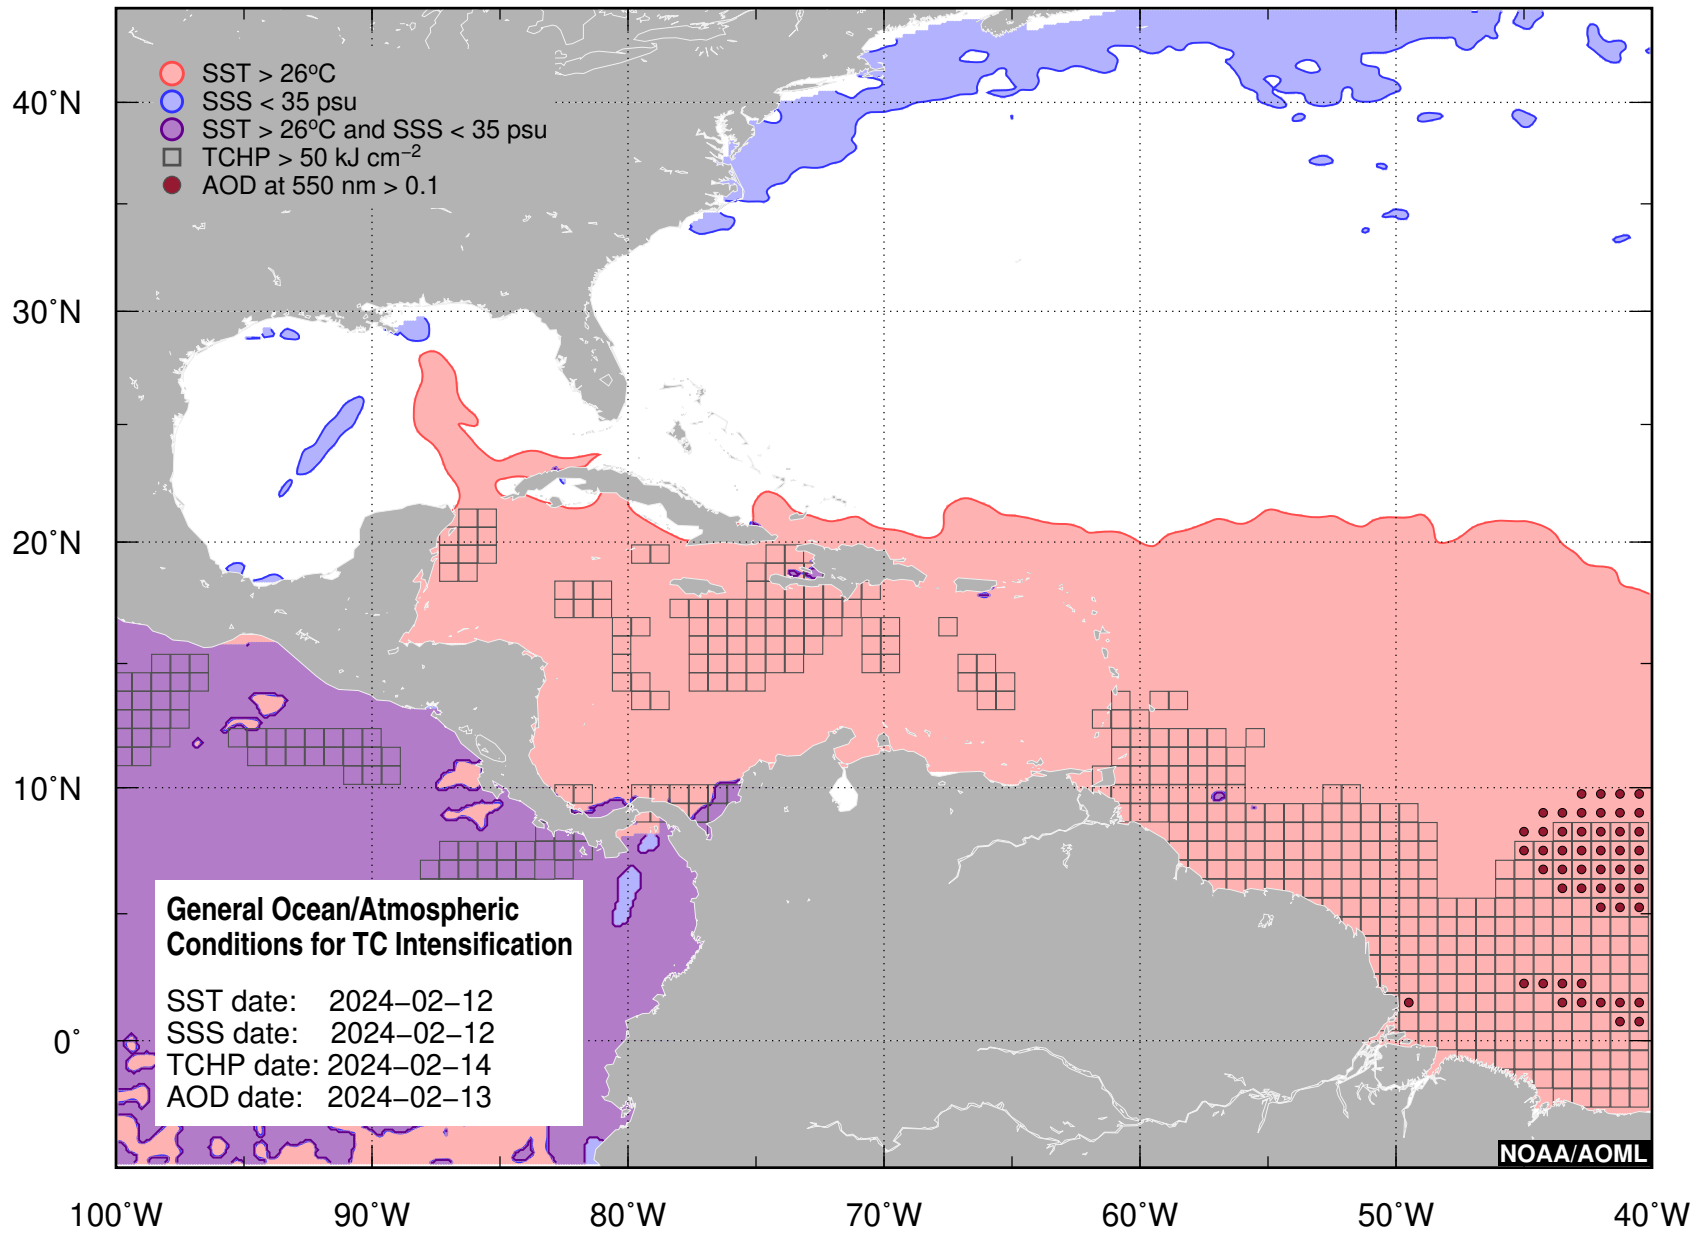 SST > 26ºC
SSS < 35 psu
SST > 26ºC and SSS < 35 psu
TCHP > 50 kJ cm⁻²
AOD at 550 nm > 0.1
40˚N
30˚N
20˚N
10˚N
0˚
General Ocean/Atmospheric
Conditions for TC Intensification
SST date: 2024−02−12
SSS date: 2024−02−12
TCHP date: 2024−02−14
AOD date: 2024−02−13
NOAA/AOML
100˚W 90˚W 80˚W 70˚W 60˚W 50˚W 40˚W